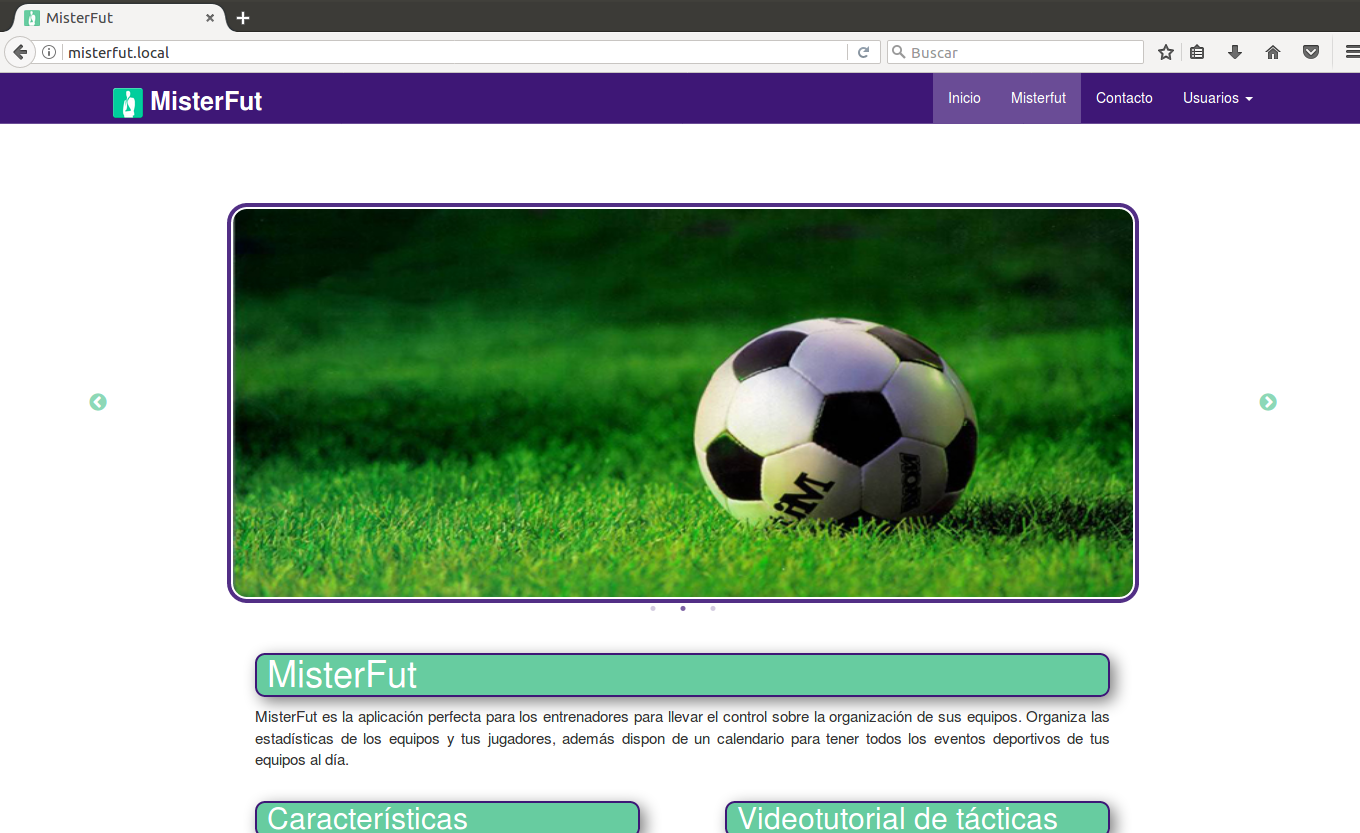 MisterFut
misterfut.local
Buscar
MisterFut
Inicio
Misterfut
Contacto
Usuarios
MisterFut
MisterFut es la aplicación perfecta para los entrenadores para llevar el control sobre la organización de sus equipos. Organiza las
estadísticas de los equipos y tus jugadores, además dispon de un calendario para tener todos los eventos deportivos de tus
equipos al día.
Características
Videotutorial de tácticas